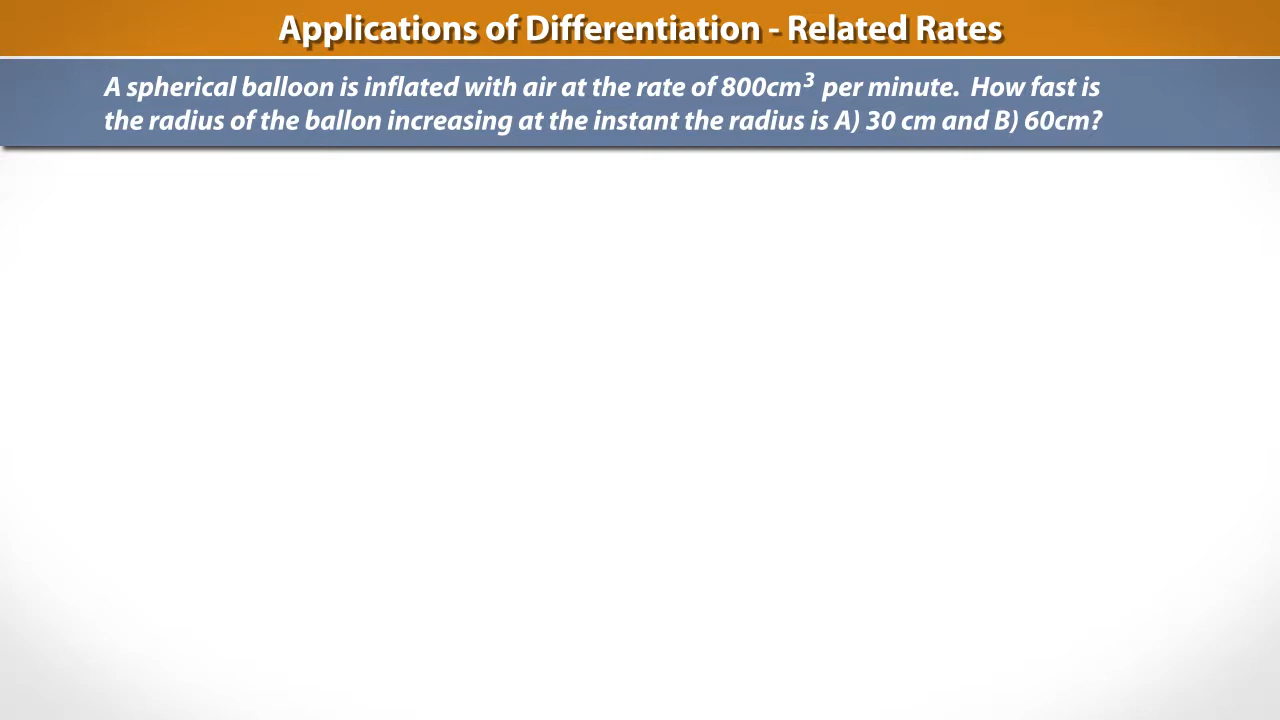 Applications of Differentiation - Related Rates
A spherical balloon is inflated with air at the rate of 800cm³ per minute. How fast is
the radius of the ballon increasing at the instant the radius is A) 30 cm and B) 60cm?